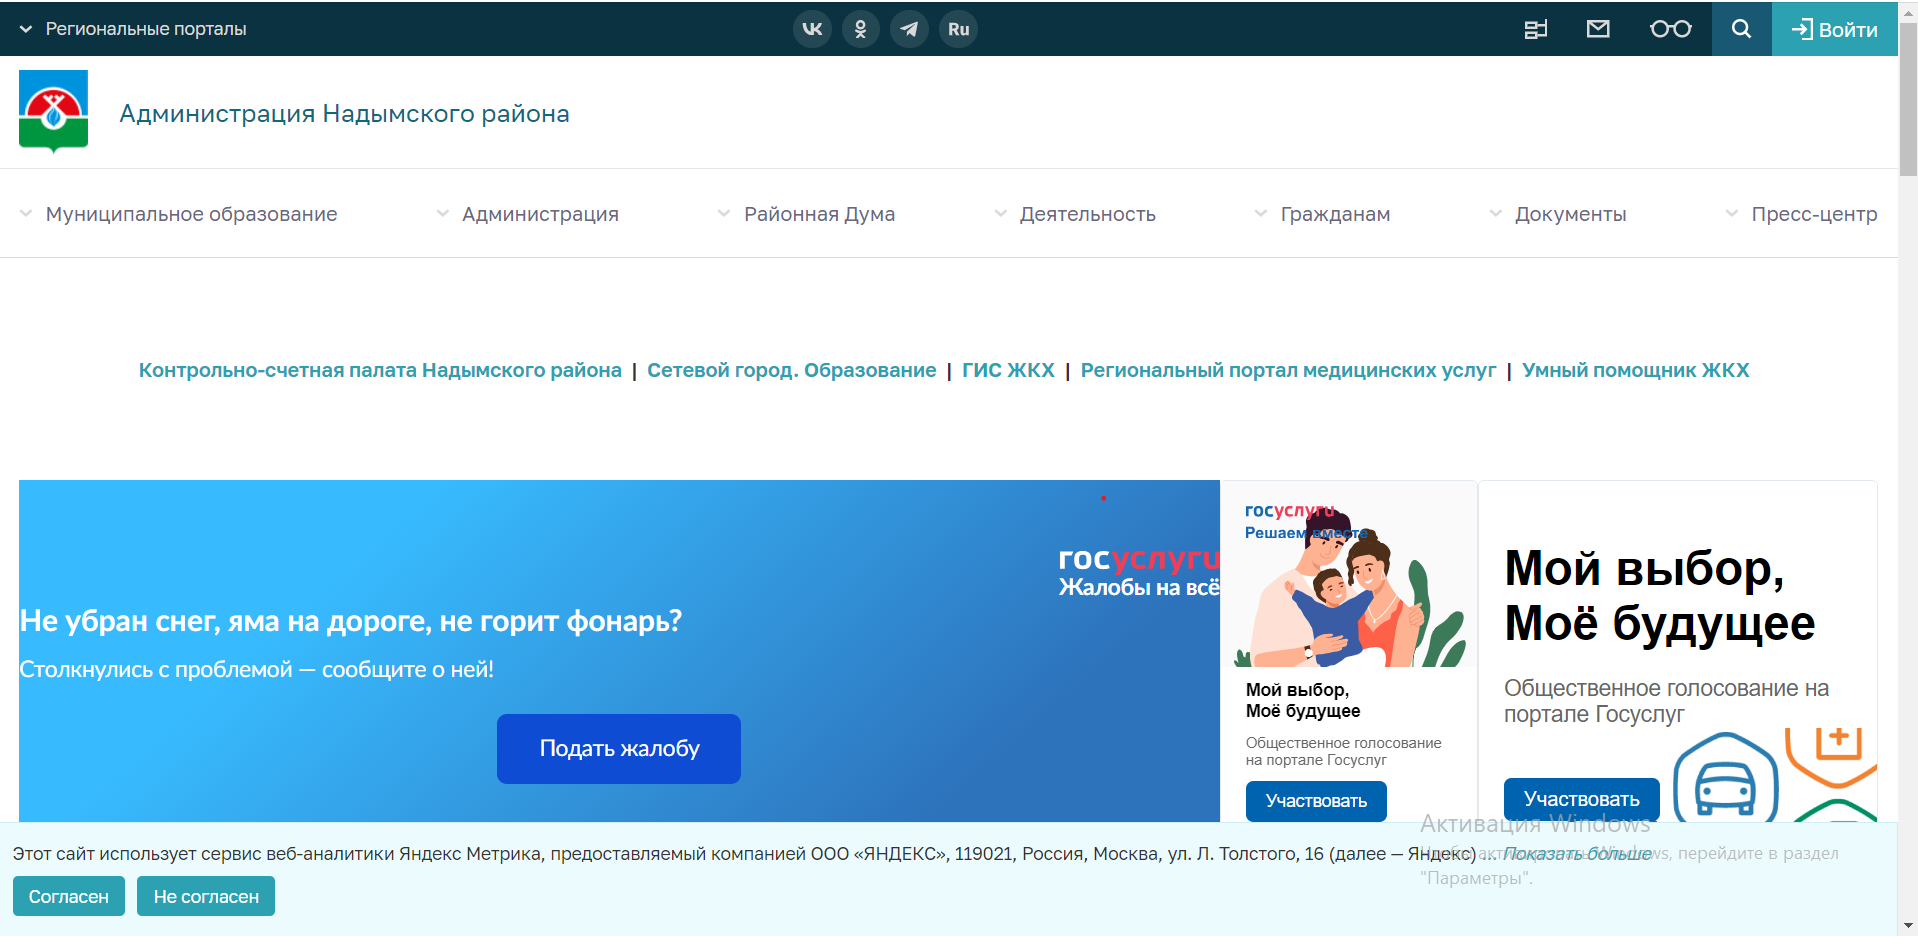 Региональные порталы
Ru
Войти
Администрация Надымского района
Муниципальное образование
Администрация
Районная Дума
Деятельность
Гражданам
Документы
Пресс-центр
Контрольно-счетная палата Надымского района | Сетевой город. Образование | ГИС ЖКХ | Региональный портал медицинских услуг | Умный помощник ЖКХ
госуслуги
Жалобы на всё
Не убран снег, яма на дороге, не горит фонарь?
Столкнулись с проблемой — сообщите о ней!
Подать жалобу
госуслуги
Решаем вместе
Мой выбор,
Моё будущее
Общественное голосование
на портале Госуслуг
Участвовать
Мой выбор,
Моё будущее
Общественное голосование на
портале Госуслуг
Участвовать
Этот сайт использует сервис веб-аналитики Яндекс Метрика, предоставляемый компанией ООО «ЯНДЕКС», 119021, Россия, Москва, ул. Л. Толстого, 16 (далее — Яндекс) ... Показать больше
Согласен
Не согласен
Активация Windows
Чтобы активировать Windows, перейдите в раздел
"Параметры".